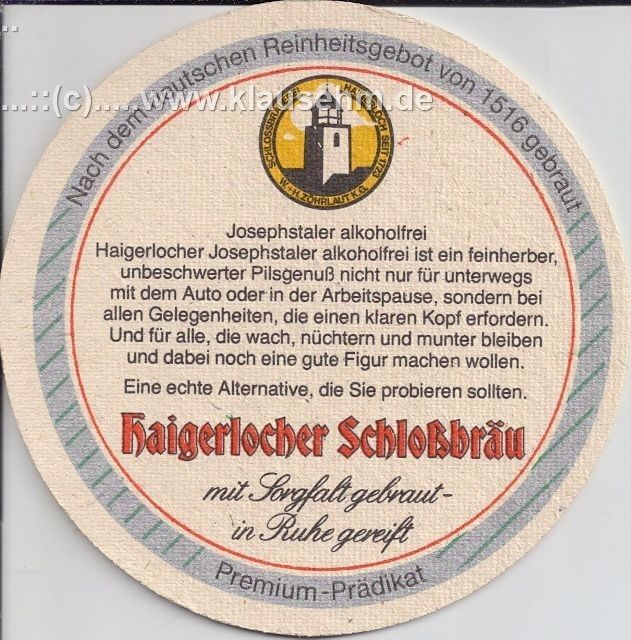 ...::(c).....www.klausehm.de
Nach dem deutschen Reinheitsgebot von 1516 gebraut
SCHLOSSBRAUEREI HAIGERLOCH SEIT 1728
W.+H. ZÖHRLAUT K.G.
Josephstaler alkoholfrei
Haigerlocher Josephstaler alkoholfrei ist ein feinherber,
unbeschwerter Pilsgenuß nicht nur für unterwegs
mit dem Auto oder in der Arbeitspause, sondern bei
allen Gelegenheiten, die einen klaren Kopf erfordern.
Und für alle, die wach, nüchtern und munter bleiben
und dabei noch eine gute Figur machen wollen.
Eine echte Alternative, die Sie probieren sollten.
Haigerlocher Schloßbräu
mit Sorgfalt gebraut-
in Ruhe gereift
Premium-Prädikat